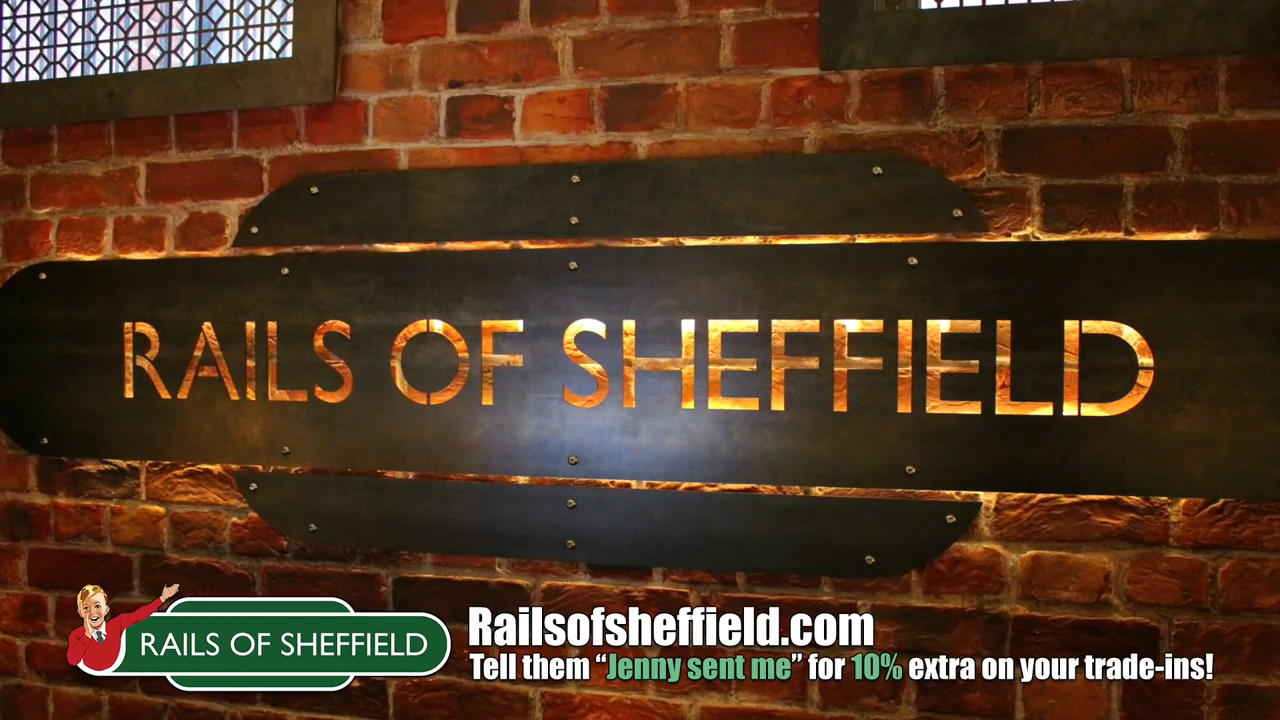 RAILS OF SHEFFIELD
RAILS OF SHEFFIELD
Railsofsheffield.com
Tell them “Jenny sent me” for 10% extra on your trade-ins!